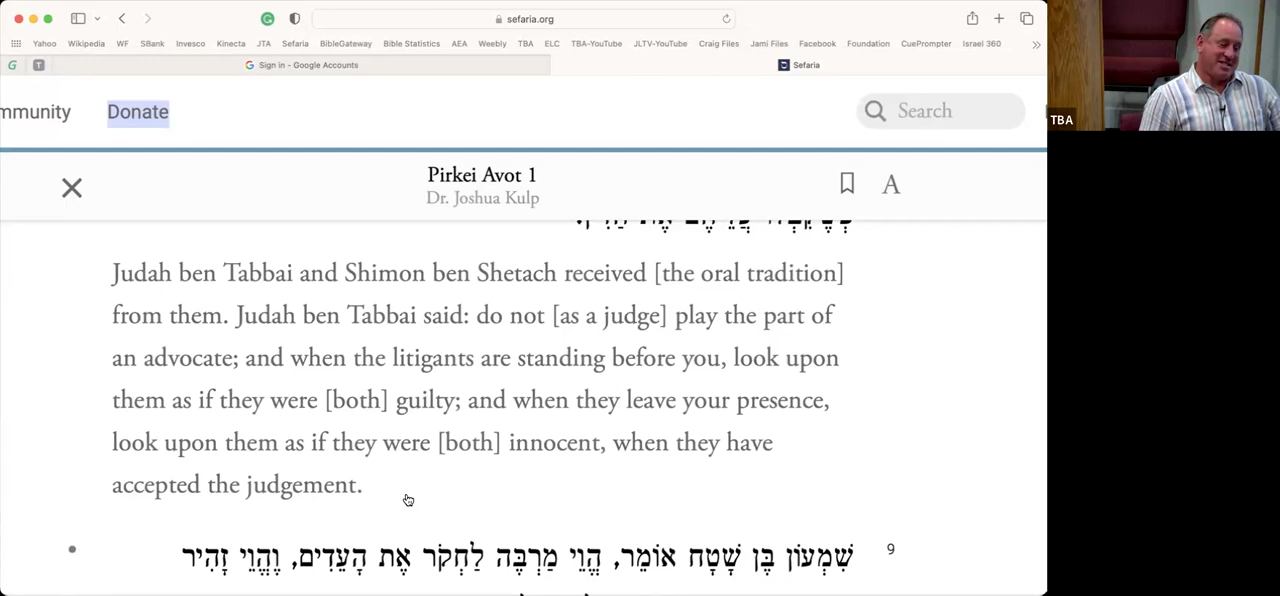 sefaria.org
Yahoo Wikipedia WF SBank Invesco Kinecta JTA Sefaria BibleGateway Bible Statistics AEA Weebly TBA ELC TBA-YouTube JLTV-YouTube Craig Files Jami Files Facebook Foundation CuePrompter Israel 360 »
G T G Sign in - Google Accounts Sefaria
mmunity Donate Search
TBA
Pirkei Avot 1 A
Dr. Joshua Kulp
Judah ben Tabbai and Shimon ben Shetach received [the oral tradition]
from them. Judah ben Tabbai said: do not [as a judge] play the part of
an advocate; and when the litigants are standing before you, look upon
them as if they were [both] guilty; and when they leave your presence,
look upon them as if they were [both] innocent, when they have
accepted the judgement.
שִׁמְעוֹן בֶּן שָׁטָח אוֹמֵר, הֱוֵי מַרְבֶּה לַחְקֹר אֶת הָעֵדִים, וֶהֱוֵי זָהִיר 9